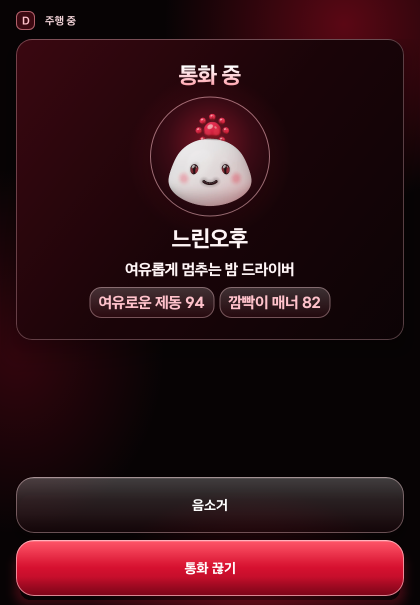 D 주행 중
통화 중
느린오후
여유롭게 멈추는 밤 드라이버
여유로운 제동 94 깜빡이 매너 82
음소거
통화 끊기